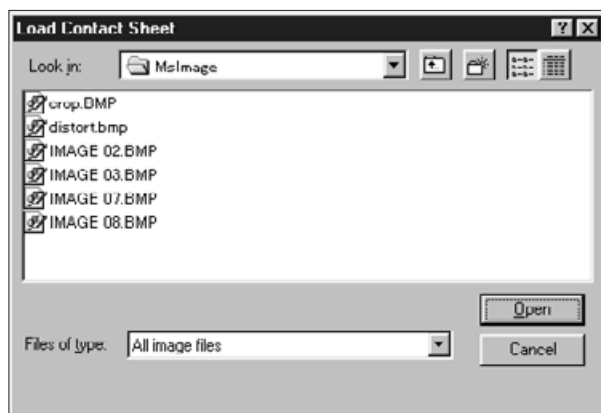 Load Contact Sheet
Look in: MsImage
crop.BMP
distort.bmp
IMAGE 02.BMP
IMAGE 03.BMP
IMAGE 07.BMP
IMAGE 08.BMP
Open
Files of type: All image files
Cancel